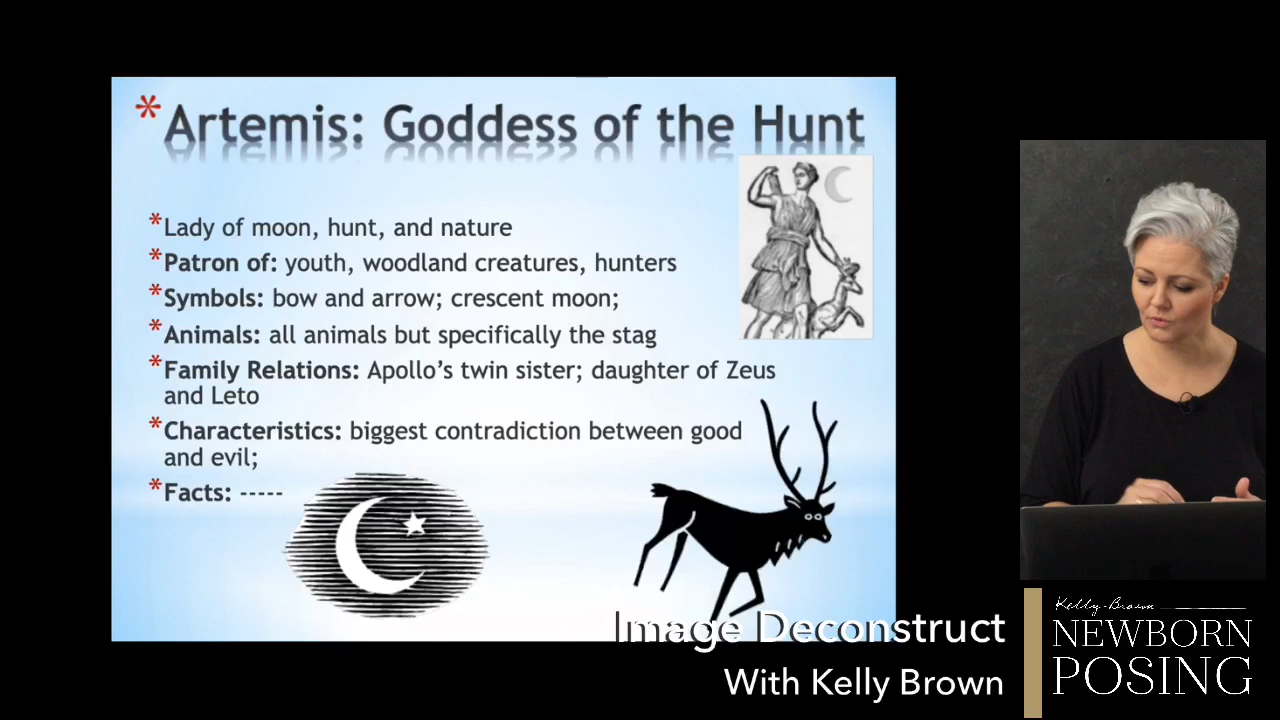 * Artemis: Goddess of the Hunt
* Lady of moon, hunt, and nature
* Patron of: youth, woodland creatures, hunters
* Symbols: bow and arrow; crescent moon;
* Animals: all animals but specifically the stag
* Family Relations: Apollo’s twin sister; daughter of Zeus
and Leto
* Characteristics: biggest contradiction between good
and evil;
* Facts: -----
Image Deconstruct
With Kelly Brown
Kelly Brown
NEWBORN
POSING